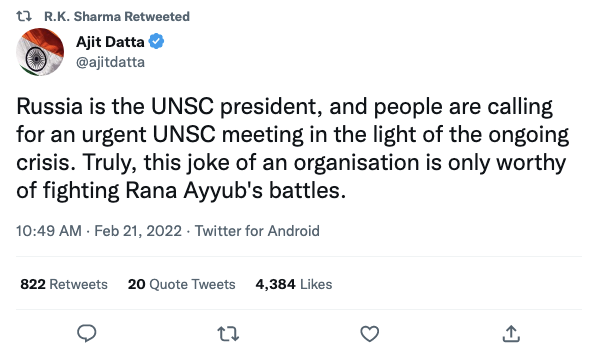 R.K. Sharma Retweeted
Ajit Datta
@ajitdatta
Russia is the UNSC president, and people are calling
for an urgent UNSC meeting in the light of the ongoing
crisis. Truly, this joke of an organisation is only worthy
of fighting Rana Ayyub's battles.
10:49 AM · Feb 21, 2022 · Twitter for Android
822 Retweets 20 Quote Tweets 4,384 Likes